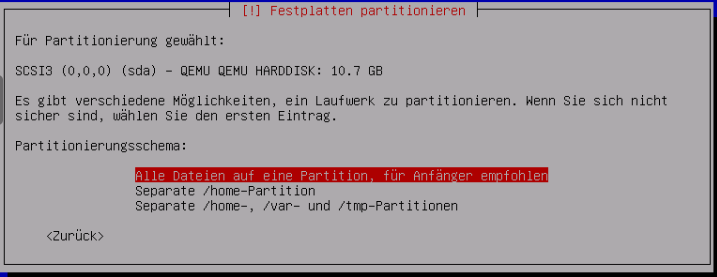 [!] Festplatten partitionieren
Für Partitionierung gewählt:
SCSI3 (0,0,0) (sda) – QEMU QEMU HARDDISK: 10.7 GB
Es gibt verschiedene Möglichkeiten, ein Laufwerk zu partitionieren. Wenn Sie sich nicht
sicher sind, wählen Sie den ersten Eintrag.
Partitionierungsschema:
Alle Dateien auf eine Partition, für Anfänger empfohlen
Separate /home-Partition
Separate /home-, /var- und /tmp-Partitionen
<Zurück>